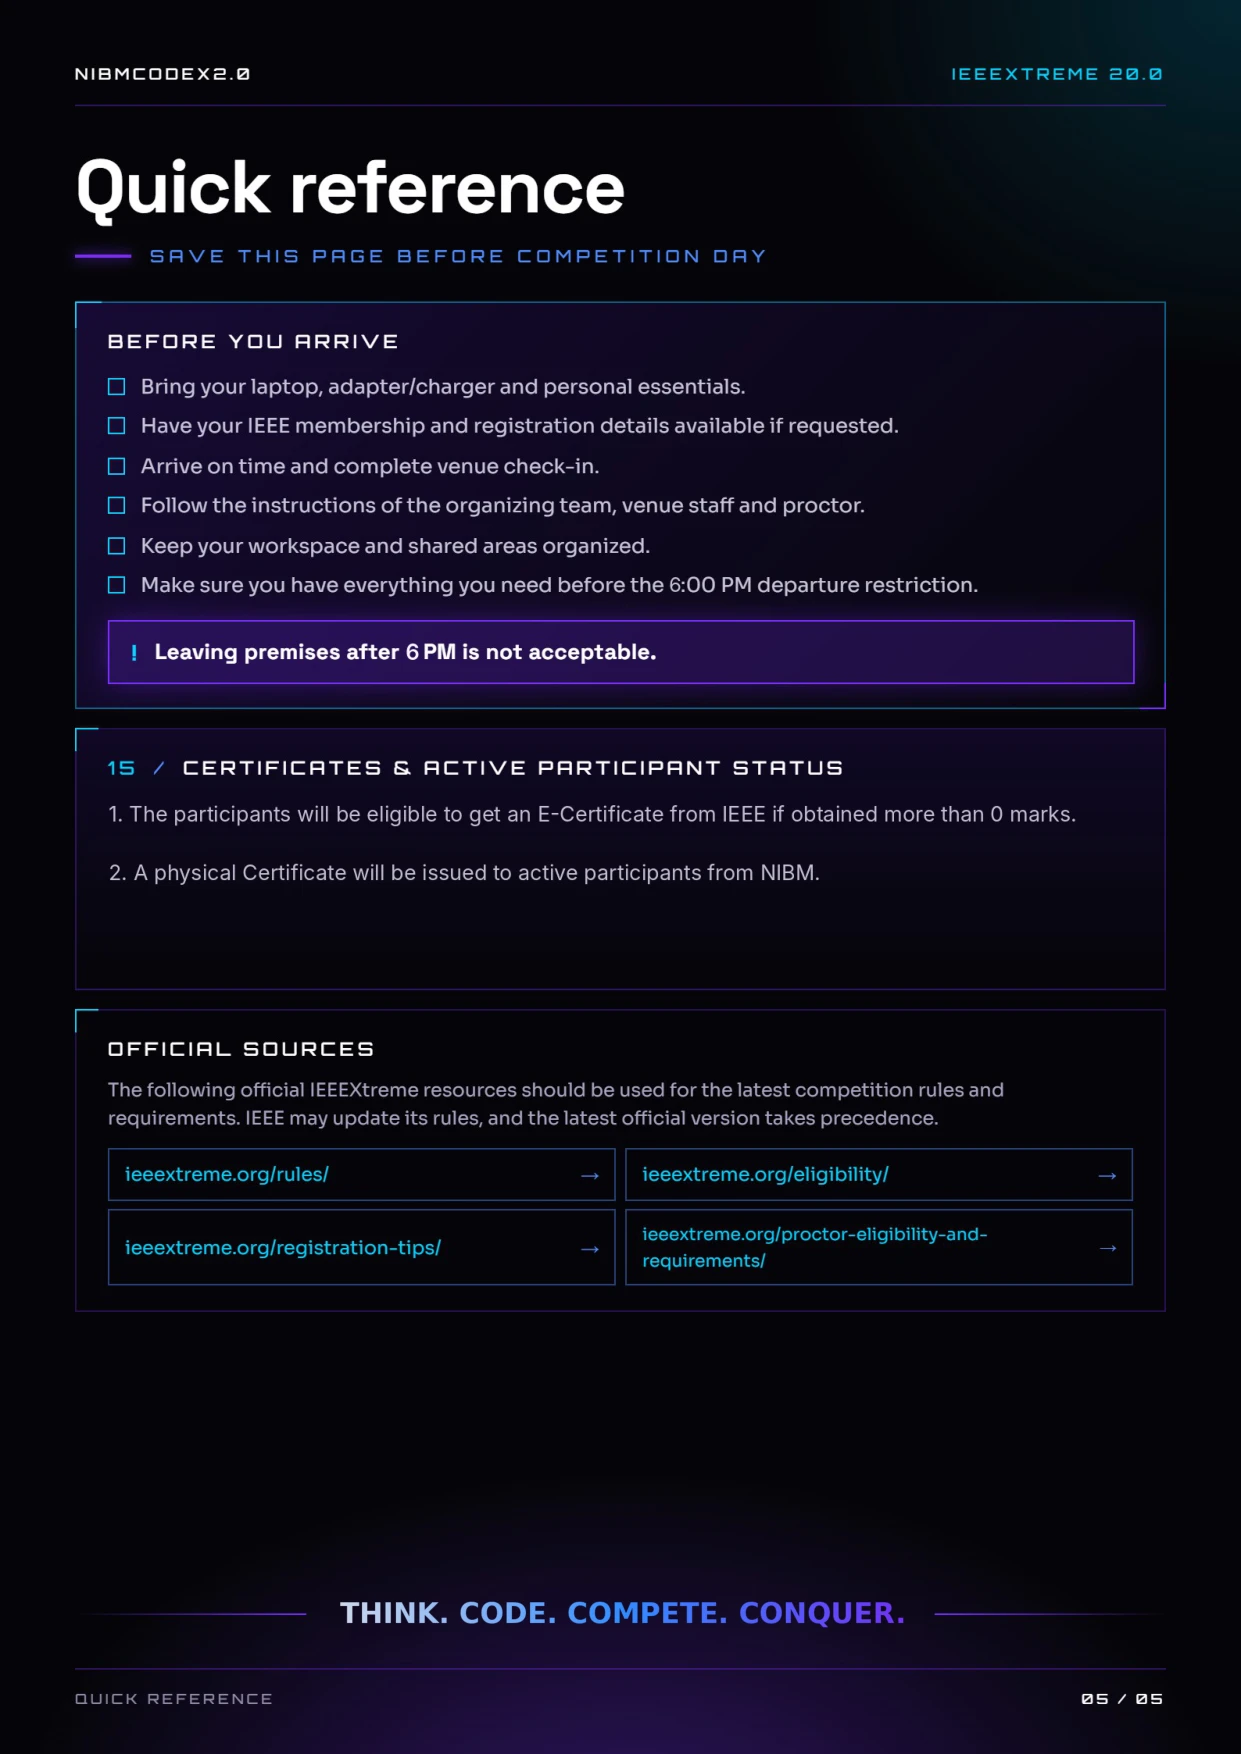 NIBMCODEX2.0
IEEEXTREME 20.0
Quick reference
SAVE THIS PAGE BEFORE COMPETITION DAY
BEFORE YOU ARRIVE
Bring your laptop, adapter/charger and personal essentials.
Have your IEEE membership and registration details available if requested.
Arrive on time and complete venue check-in.
Follow the instructions of the organizing team, venue staff and proctor.
Keep your workspace and shared areas organized.
Make sure you have everything you need before the 6:00 PM departure restriction.
! Leaving premises after 6 PM is not acceptable.
15 / CERTIFICATES & ACTIVE PARTICIPANT STATUS
1. The participants will be eligible to get an E-Certificate from IEEE if obtained more than 0 marks.
2. A physical Certificate will be issued to active participants from NIBM.
OFFICIAL SOURCES
The following official IEEEXtreme resources should be used for the latest competition rules and
requirements. IEEE may update its rules, and the latest official version takes precedence.
ieeextreme.org/rules/ →
ieeextreme.org/eligibility/ →
ieeextreme.org/registration-tips/ →
ieeextreme.org/proctor-eligibility-and-
requirements/ →
THINK. CODE. COMPETE. CONQUER.
QUICK REFERENCE
05 / 05